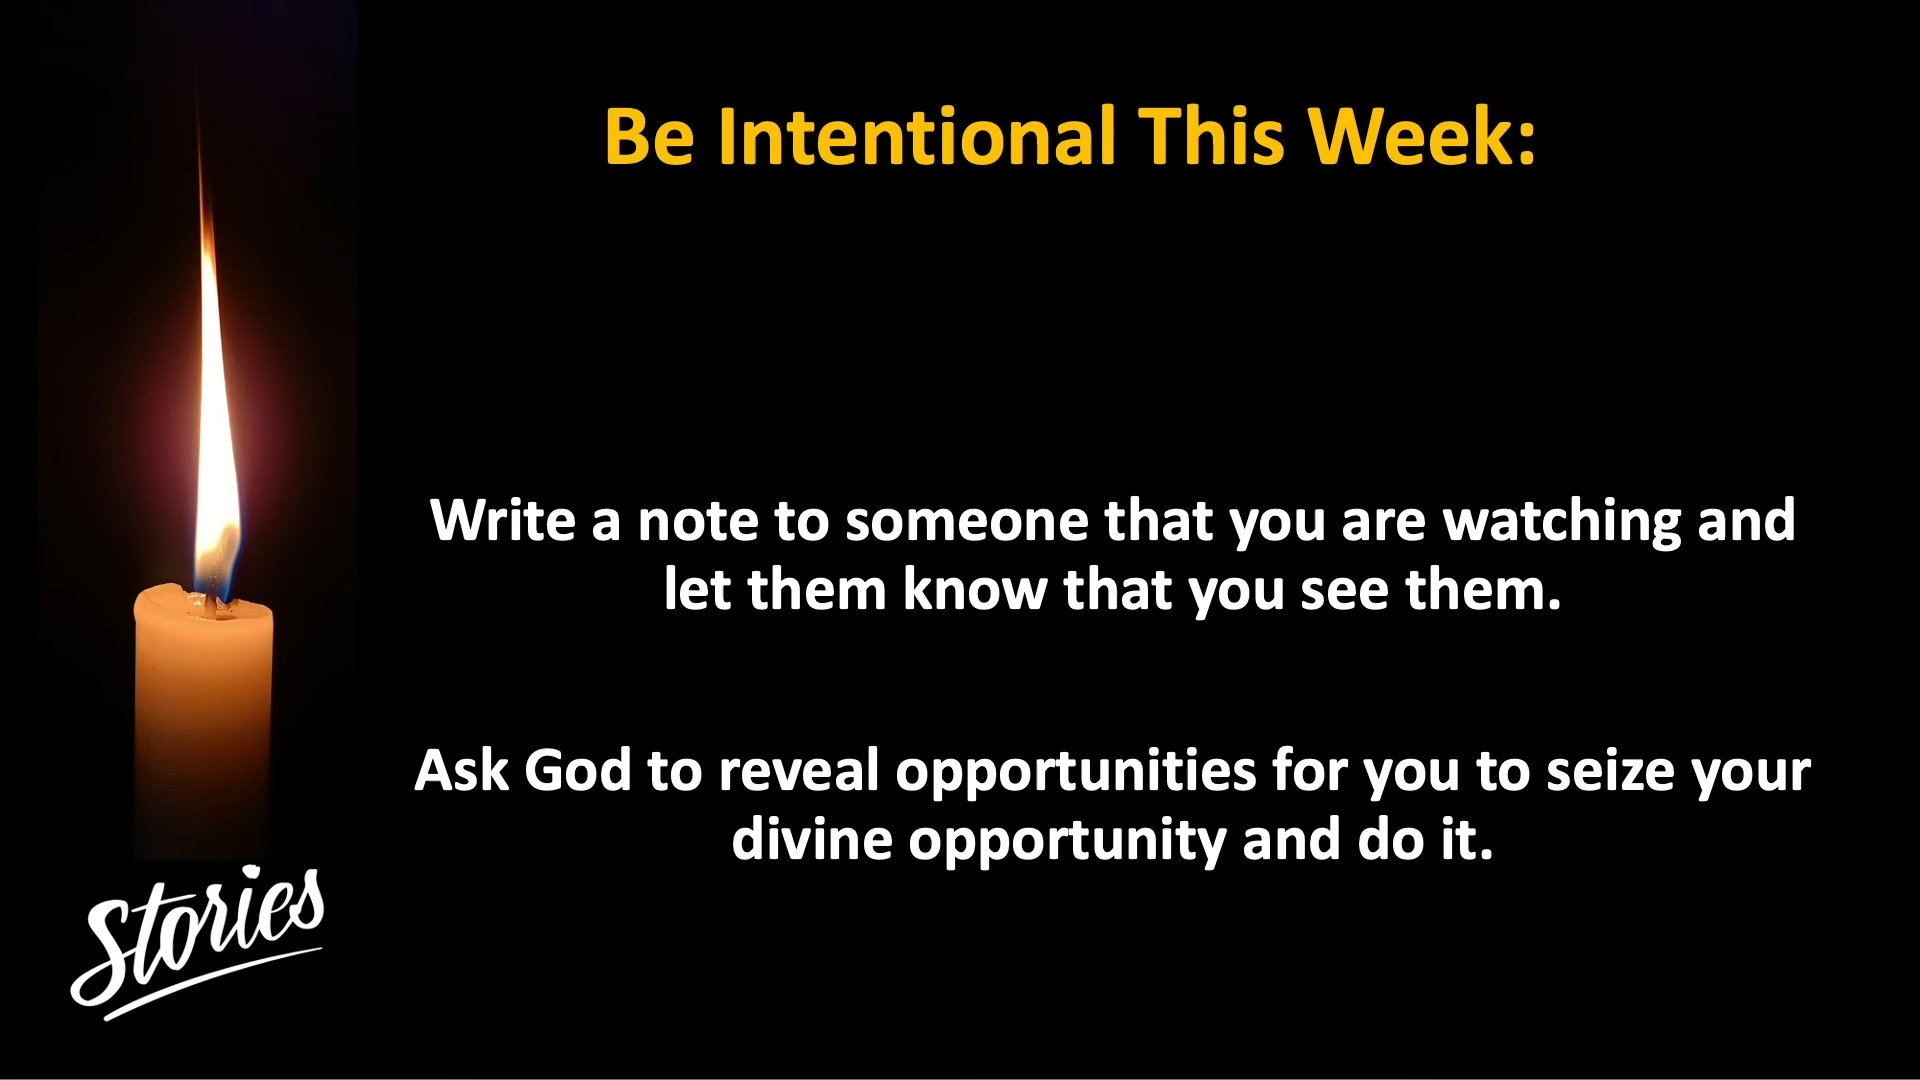 Be Intentional This Week:
Write a note to someone that you are watching and
let them know that you see them.
Ask God to reveal opportunities for you to seize your
divine opportunity and do it.
Stories